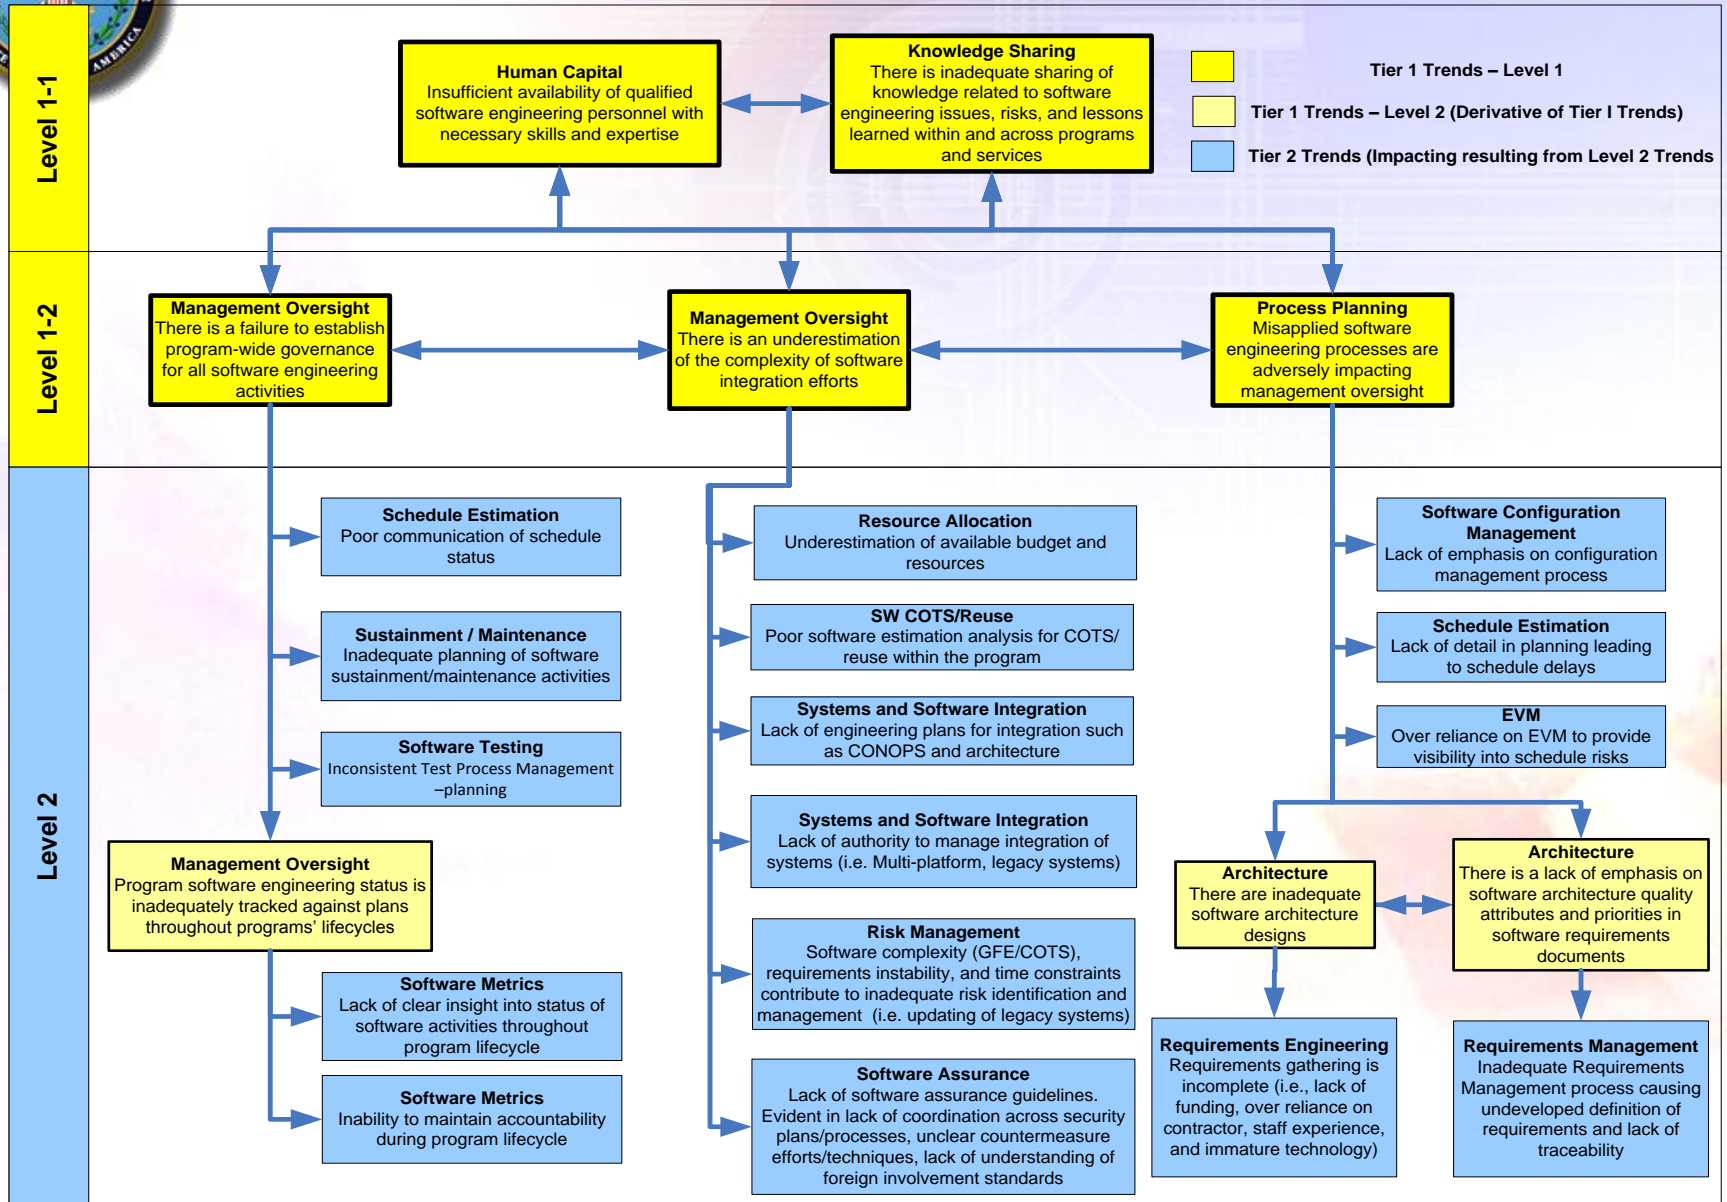 AMERICA
Level 1-1
Human Capital
Insufficient availability of qualified
software engineering personnel with
necessary skills and expertise
Knowledge Sharing
There is inadequate sharing of
knowledge related to software
engineering issues, risks, and lessons
learned within and across programs
and services
Tier 1 Trends – Level 1
Tier 1 Trends – Level 2 (Derivative of Tier I Trends)
Tier 2 Trends (Impacting resulting from Level 2 Trends
Level 1-2
Management Oversight
There is a failure to establish
program-wide governance
for all software engineering
activities
Management Oversight
There is an underestimation
of the complexity of software
integration efforts
Process Planning
Misapplied software
engineering processes are
adversely impacting
management oversight
Level 2
Schedule Estimation
Poor communication of schedule
status
Sustainment / Maintenance
Inadequate planning of software
sustainment/maintenance activities
Software Testing
Inconsistent Test Process Management
–planning
Management Oversight
Program software engineering status is
inadequately tracked against plans
throughout programs’ lifecycles
Software Metrics
Lack of clear insight into status of
software activities throughout
program lifecycle
Software Metrics
Inability to maintain accountability
during program lifecycle
Resource Allocation
Underestimation of available budget and
resources
SW COTS/Reuse
Poor software estimation analysis for COTS/
reuse within the program
Systems and Software Integration
Lack of engineering plans for integration such
as CONOPS and architecture
Systems and Software Integration
Lack of authority to manage integration of
systems (i.e. Multi-platform, legacy systems)
Risk Management
Software complexity (GFE/COTS),
requirements instability, and time constraints
contribute to inadequate risk identification and
management  (i.e. updating of legacy systems)
Software Assurance
Lack of software assurance guidelines.
Evident in lack of coordination across security
plans/processes, unclear countermeasure
efforts/techniques, lack of understanding of
foreign involvement standards
Software Configuration
Management
Lack of emphasis on configuration
management process
Schedule Estimation
Lack of detail in planning leading
to schedule delays
EVM
Over reliance on EVM to provide
visibility into schedule risks
Architecture
There are inadequate
software architecture
designs
Architecture
There is a lack of emphasis on
software architecture quality
attributes and priorities in
software requirements
documents
Requirements Engineering
Requirements gathering is
incomplete (i.e., lack of
funding, over reliance on
contractor, staff experience,
and immature technology)
Requirements Management
Inadequate Requirements
Management process causing
undeveloped definition of
requirements and lack of
traceability